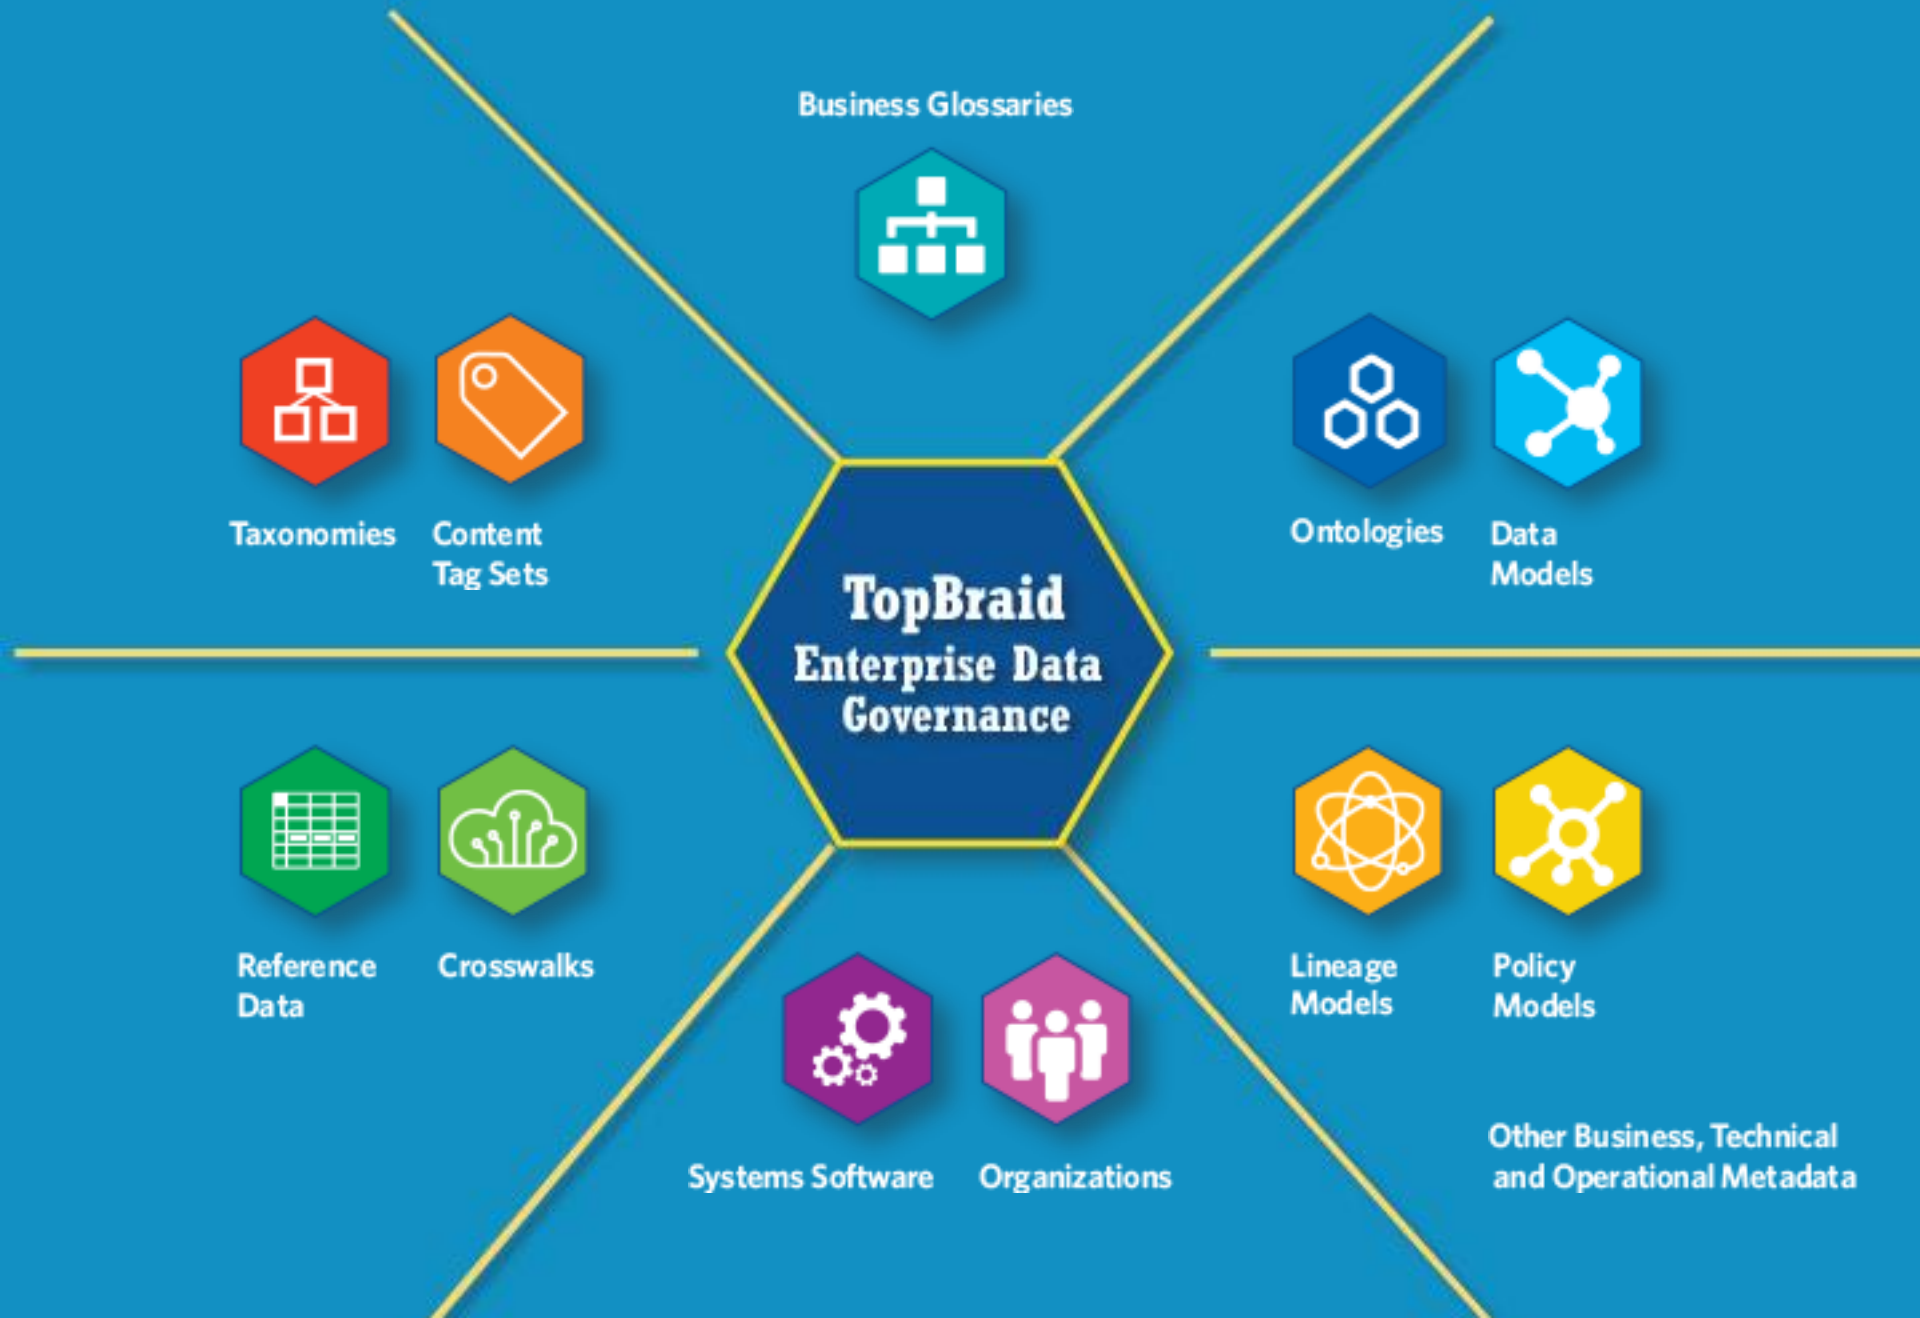 Business Glossaries
Taxonomies
Content
Tag Sets
Ontologies
Data
Models
TopBraid
Enterprise Data
Governance
Reference
Data
Crosswalks
Lineage
Models
Policy
Models
Systems Software
Organizations
Other Business, Technical
and Operational Metadata